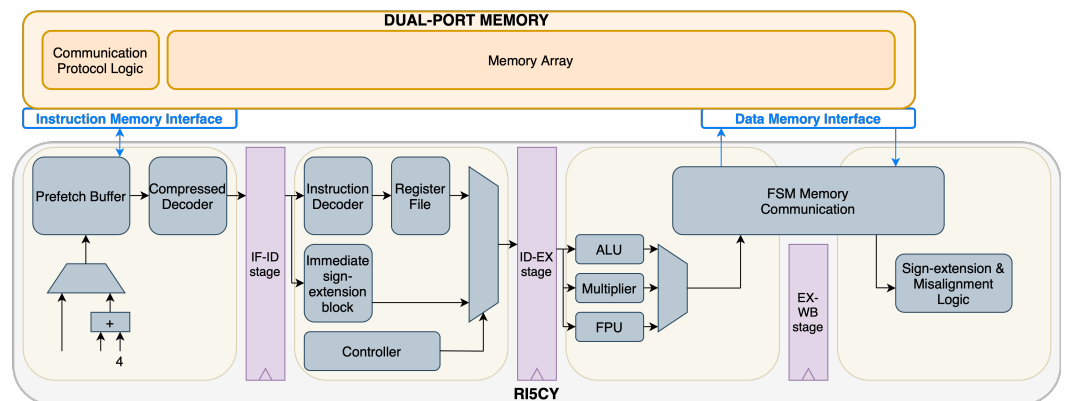 DUAL-PORT MEMORY
Communication
Protocol Logic
Memory Array
Instruction Memory Interface
Data Memory Interface
Prefetch Buffer
Compressed
Decoder
IF-ID
stage
Instruction
Decoder
Register
File
Immediate
sign-
extension
block
Controller
ID-EX
stage
FSM Memory
Communication
ALU
Multiplier
FPU
EX-
WB
stage
Sign-extension &
Misalignment
Logic
+
4
RI5CY